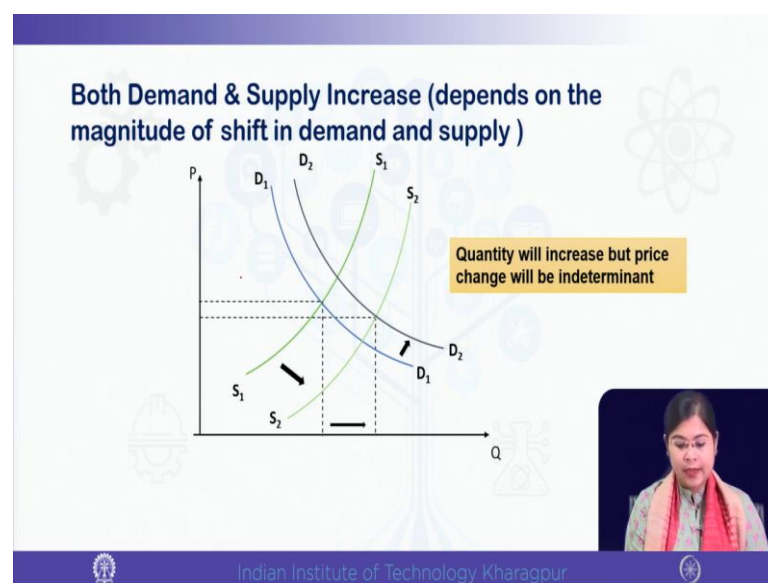 Both Demand & Supply Increase (depends on the
magnitude of shift in demand and supply )
P
D1
D2
S1
S2
Quantity will increase but price
change will be indeterminant
D2
D1
S1
S2
Q
Indian Institute of Technology Kharagpur